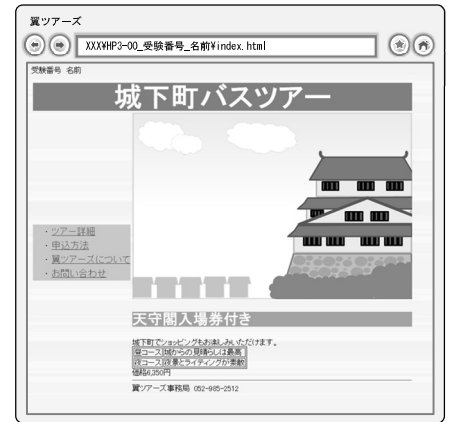 翼ツアーズ
XXX¥HP3-00_受験番号_名前¥index.html
受験番号 名前
城下町バスツアー
・ツアー詳細
・申込方法
・翼ツアーズについて
・お問い合わせ
天守閣入場券付き
城下町でショッピングもお楽しみいただけます。
昼コース 城からの見晴らしは最高
夜コース 夜景とライティングが素敵
価格6,350円
翼ツアーズ事務局 052-985-2512